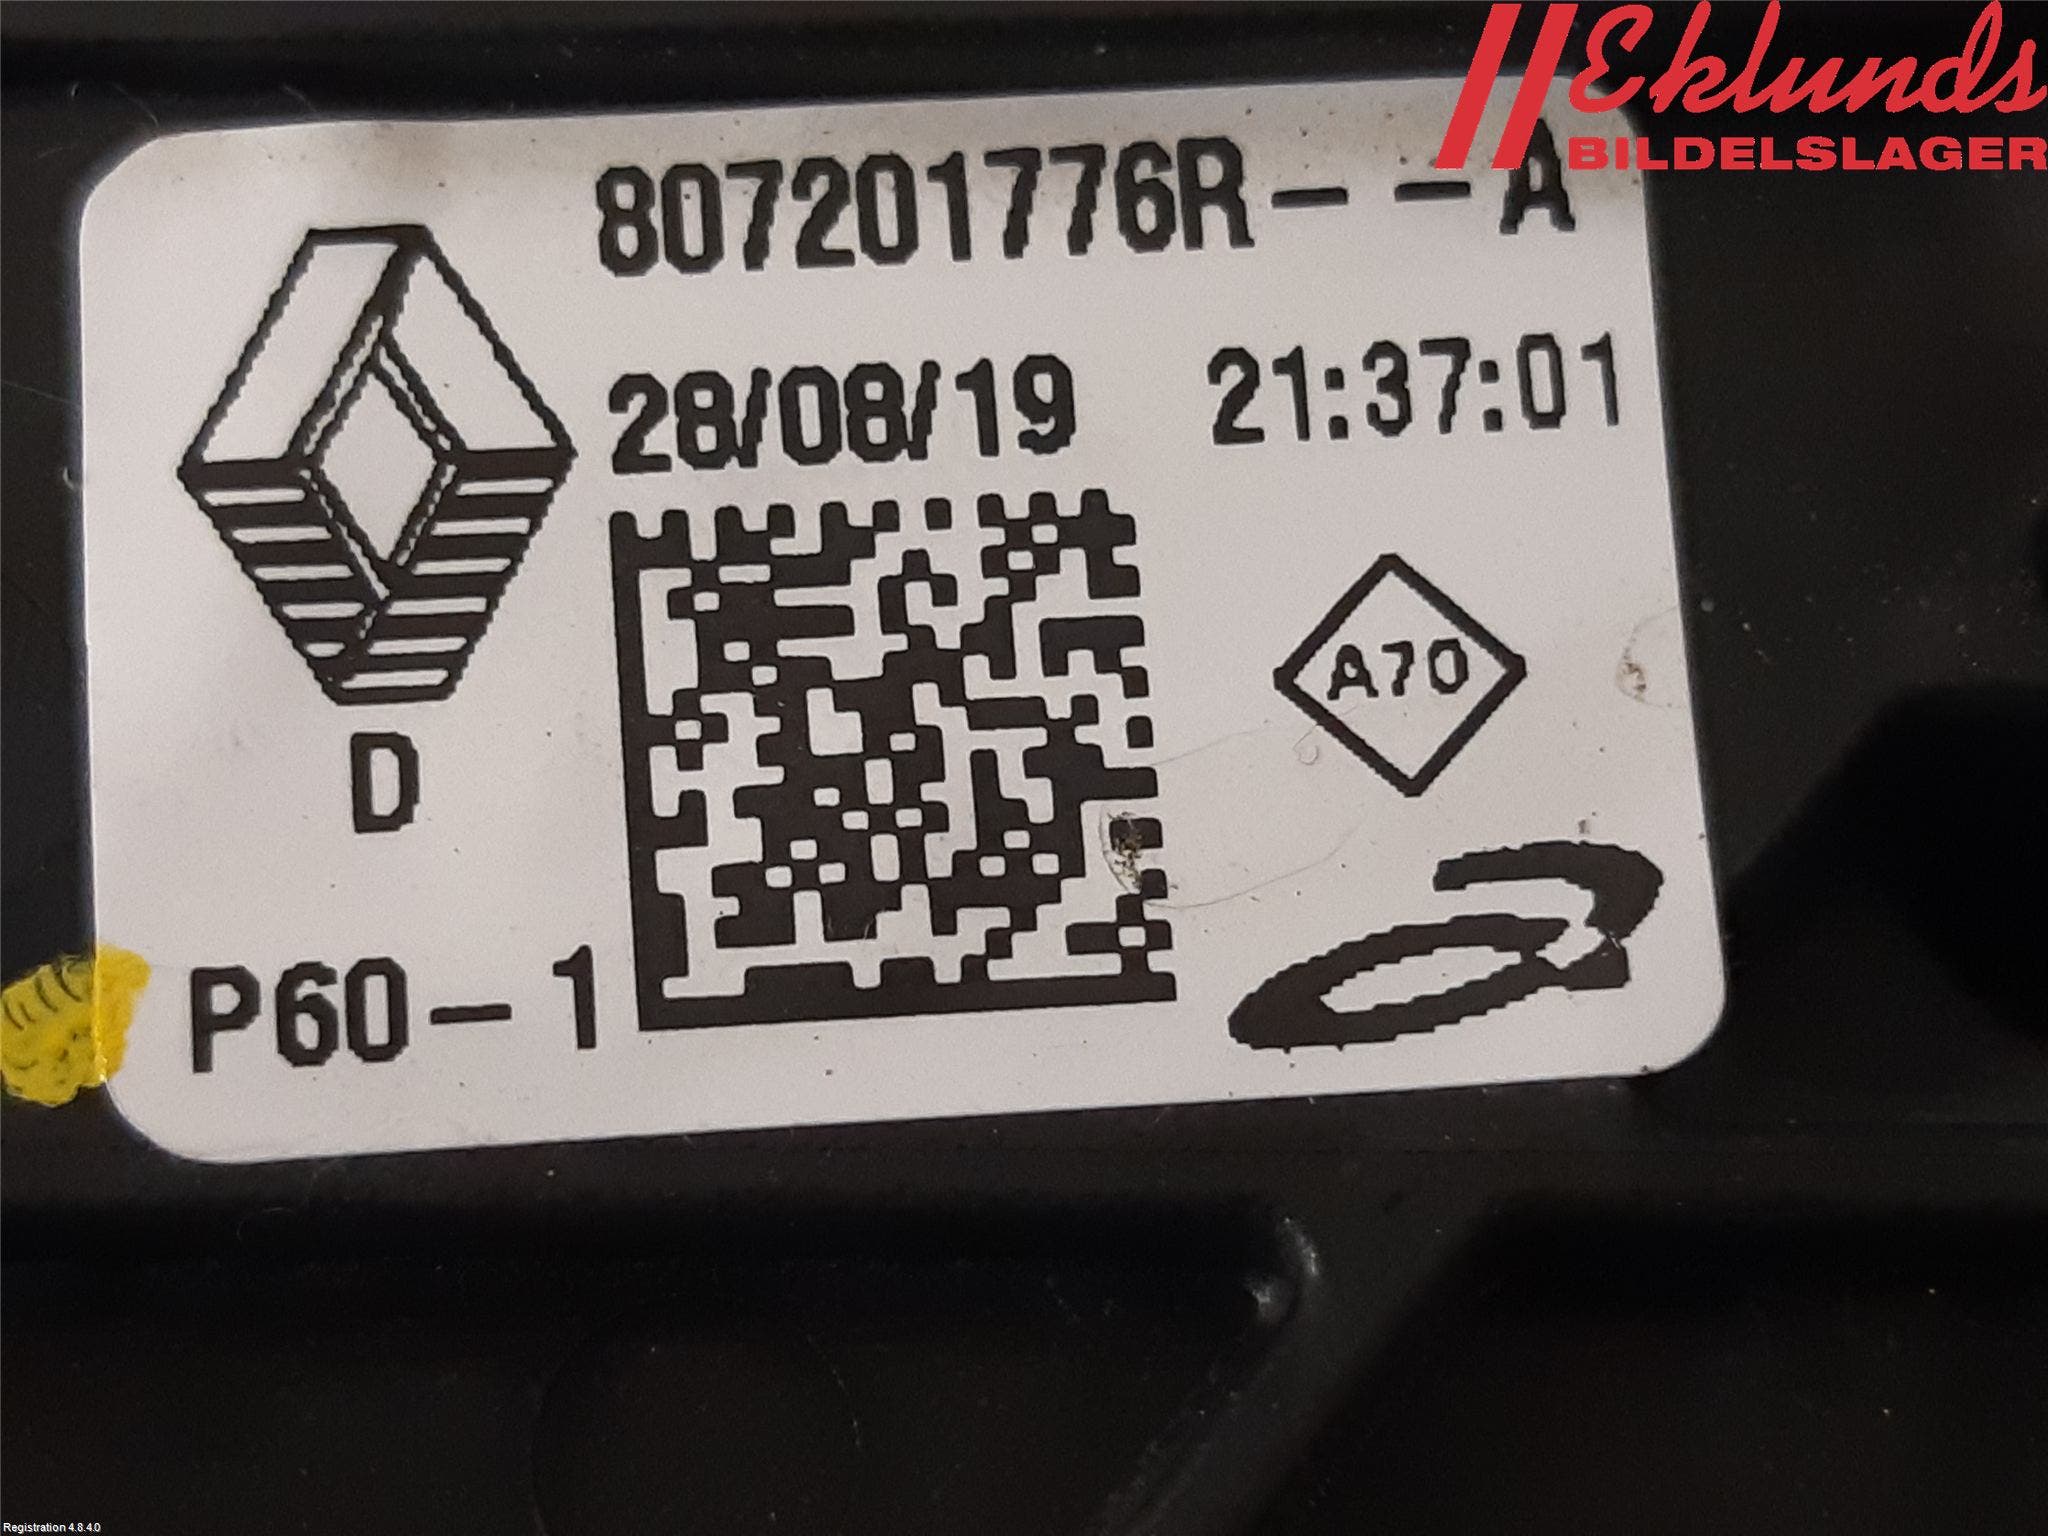 Eklunds
BILDELSLAGER
807201776R--A
28/08/19 21:37:01
A70
D
P60-1
Registration 4.8.4.0